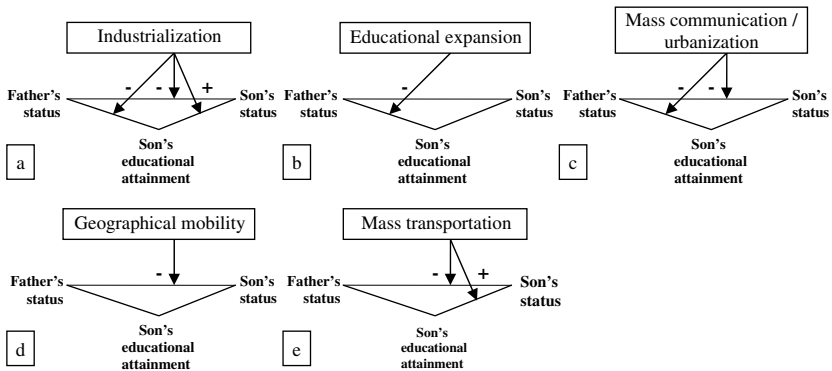 Industrialization
- - +
Father's
status
Son's
status
Son's
educational
attainment
a
Educational expansion
-
Father's
status
Son's
status
Son's
educational
attainment
b
Mass communication /
urbanization
- -
Father's
status
Son's
status
Son's
educational
attainment
c
Geographical mobility
-
Father's
status
Son's
status
Son's
educational
attainment
d
Mass transportation
- +
Father's
status
Son's
status
Son's
educational
attainment
e